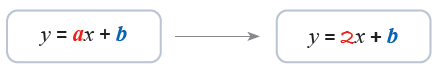 y = ax + b
y = 2x + b